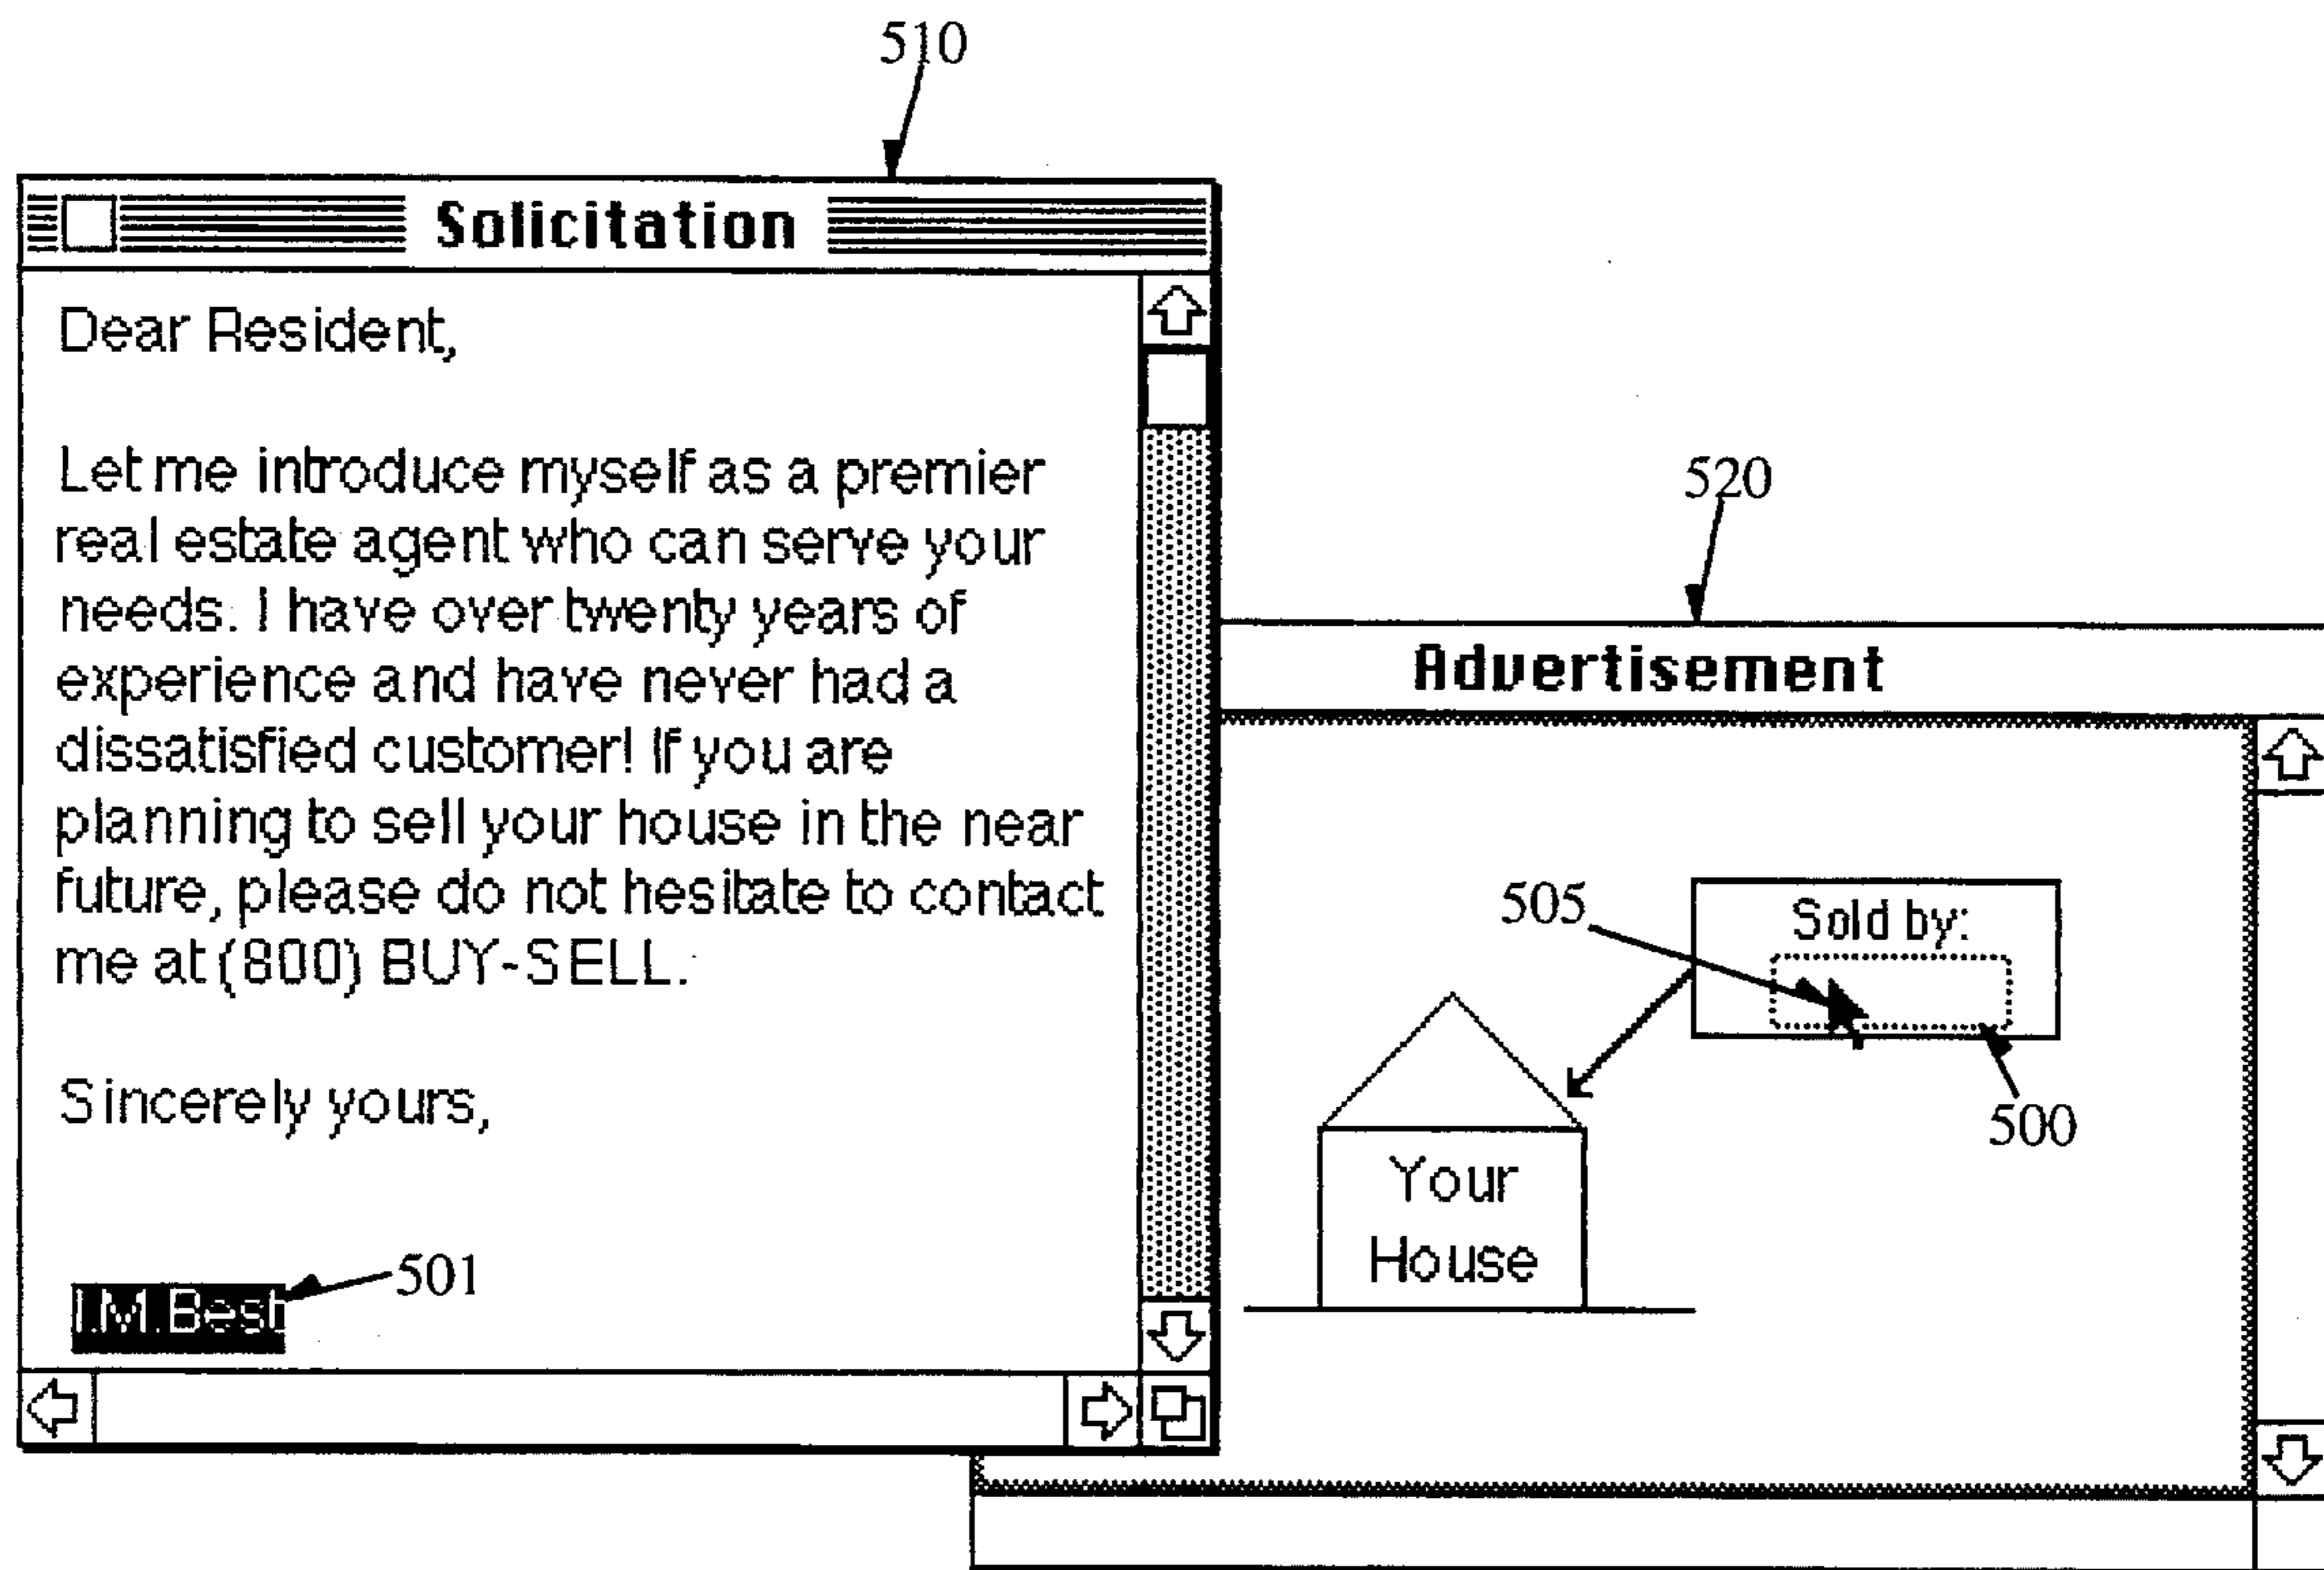 510
Solicitation
Dear Resident,
Let me introduce myself as a premier
real estate agent who can serve your
needs. I have over twenty years of
experience and have never had a
dissatisfied customer! If you are
planning to sell your house in the near
future, please do not hesitate to contact
me at (800) BUY-SELL.
Sincerely yours,
I.M.Best
501
520
Advertisement
505
Sold by:
500
Your
House